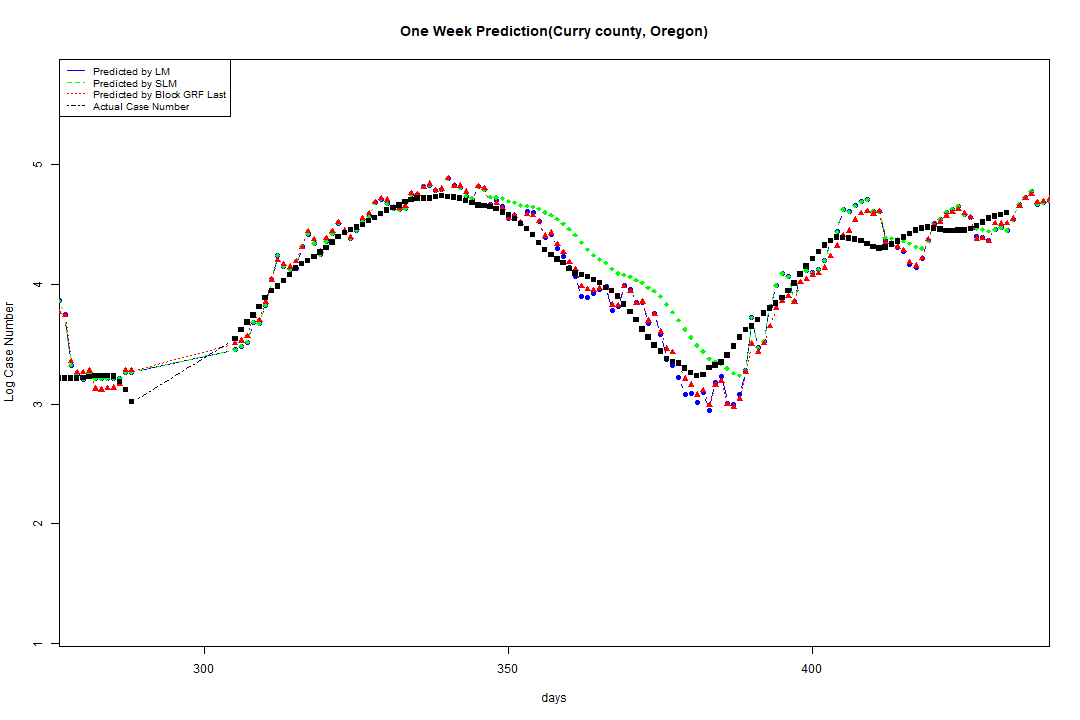 One Week Prediction(Curry county, Oregon)
Predicted by LM
Predicted by SLM
Predicted by Block GRF Last
Actual Case Number
5
4
3
2
1
Log Case Number
300
350
400
days